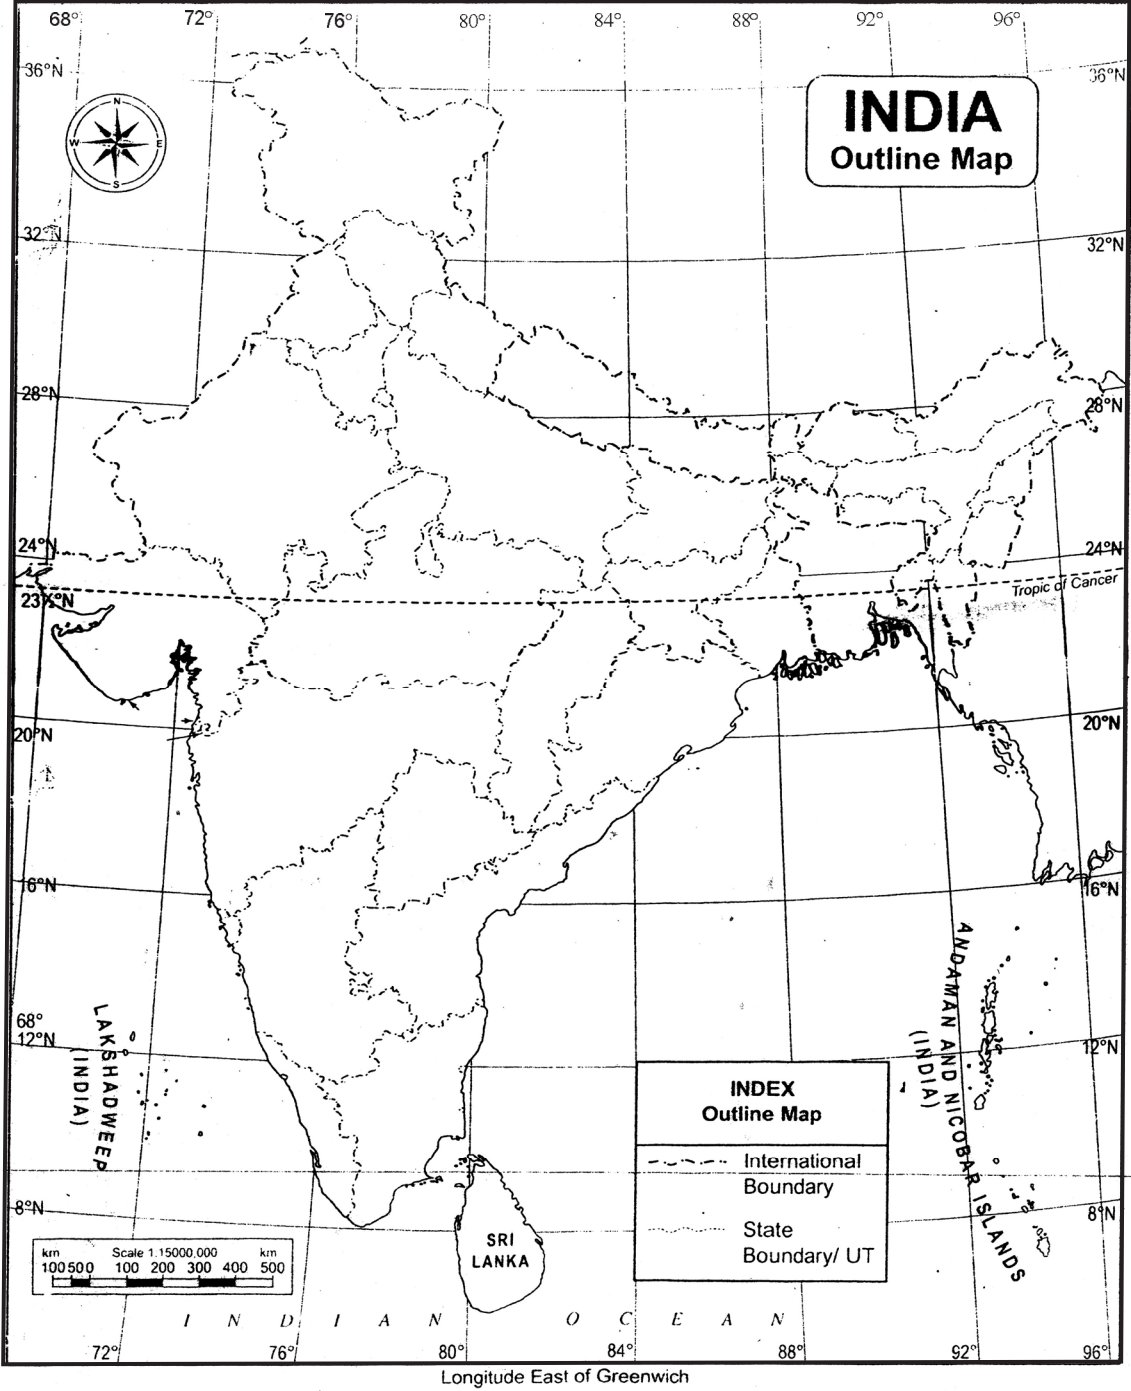 68° 72° 76° 80° 84° 88° 92° 96°
36°N 36°N
INDIA
Outline Map
N
W E
S
32°N 32°N
28°N 28°N
24°N 24°N
Tropic of Cancer
23½°N
20°N 20°N
16°N 16°N
ANDAMAN AND NICOBAR ISLANDS
(INDIA)
LAKSHADWEEP
(INDIA)
68°
12°N 12°N
INDEX
Outline Map
International
Boundary
State
Boundary/ UT
8°N 8°N
SRI
LANKA
km Scale 1:15000,000 km
100 50 0 100 200 300 400 500
INDIAN OCEAN
72° 76° 80° 84° 88° 92° 96°
Longitude East of Greenwich